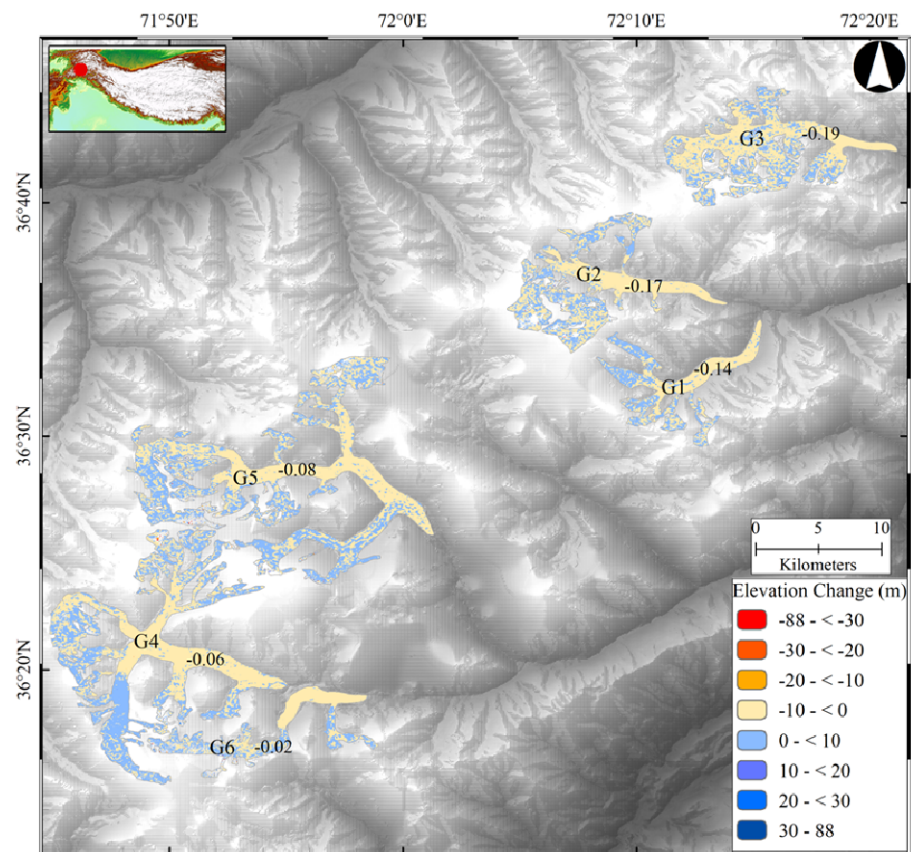 71°50'E 72°0'E 72°10'E 72°20'E
G3
-0.19
36°40'N
G2
-0.17
G1
-0.14
36°30'N
G5
-0.08
0 5 10
Kilometers
G4
-0.06
36°20'N
G6
-0.02
Elevation Change (m)
-88 - < -30
-30 - < -20
-20 - < -10
-10 - < 0
0 - < 10
10 - < 20
20 - < 30
30 - 88